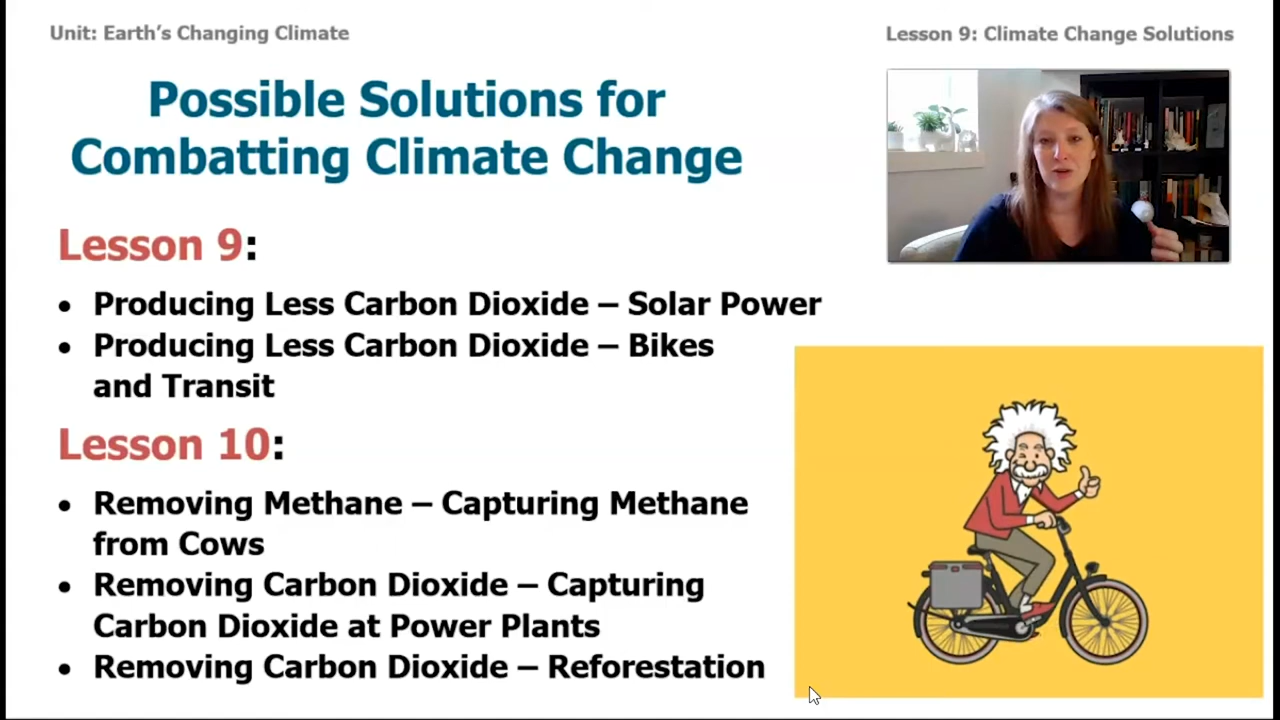 Unit: Earth's Changing Climate
Lesson 9: Climate Change Solutions
Possible Solutions for
Combatting Climate Change
Lesson 9:
• Producing Less Carbon Dioxide – Solar Power
• Producing Less Carbon Dioxide – Bikes
and Transit
Lesson 10:
• Removing Methane – Capturing Methane
from Cows
• Removing Carbon Dioxide – Capturing
Carbon Dioxide at Power Plants
• Removing Carbon Dioxide – Reforestation